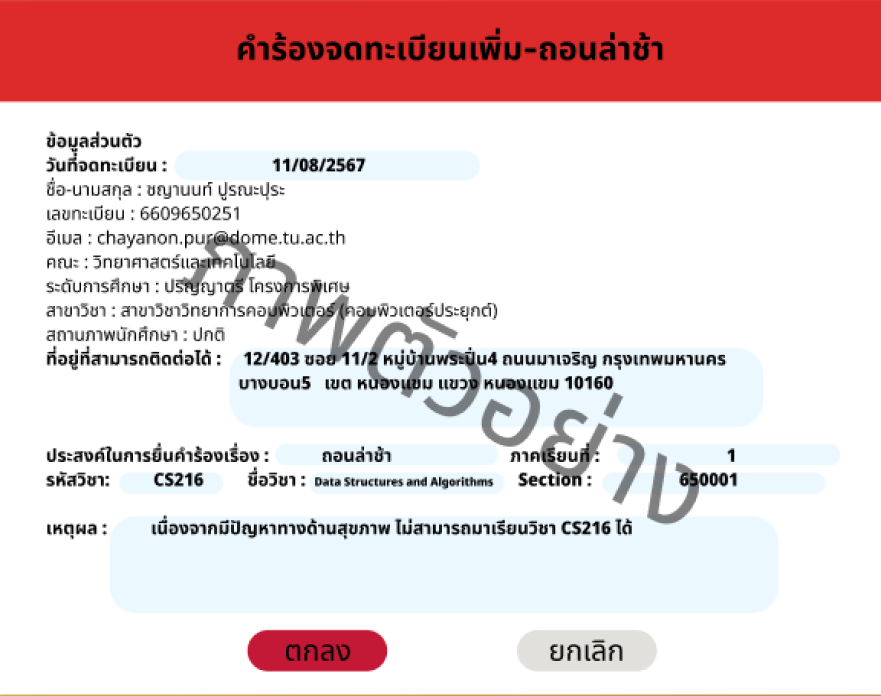 คำร้องจดทะเบียนเพิ่ม-ถอนล่าช้า
ข้อมูลส่วนตัว
วันที่จดทะเบียน : 11/08/2567
ชื่อ-นามสกุล : ชญานนท์ ปูรณะปุระ
เลขทะเบียน : 6609650251
อีเมล : chayanon.pur@dome.tu.ac.th
คณะ : วิทยาศาสตร์และเทคโนโลยี
ระดับการศึกษา : ปริญญาตรี โครงการพิเศษ
สาขาวิชา : สาขาวิชาวิทยาการคอมพิวเตอร์ (คอมพิวเตอร์ประยุกต์)
สถานภาพนักศึกษา : ปกติ
ที่อยู่ที่สามารถติดต่อได้ : 12/403 ซอย 11/2 หมู่บ้านพระปิ่น4 ถนนมาเจริญ กรุงเทพมหานคร
บางบอน5 เขต หนองแขม แขวง หนองแขม 10160
ประสงค์ในการยื่นคำร้องเรื่อง : ถอนล่าช้า ภาคเรียนที่ : 1
รหัสวิชา: CS216 ชื่อวิชา : Data Structures and Algorithms Section : 650001
เหตุผล : เนื่องจากมีปัญหาทางด้านสุขภาพ ไม่สามารถมาเรียนวิชา CS216 ได้
ตกลง ยกเลิก
ภาพตัวอย่าง